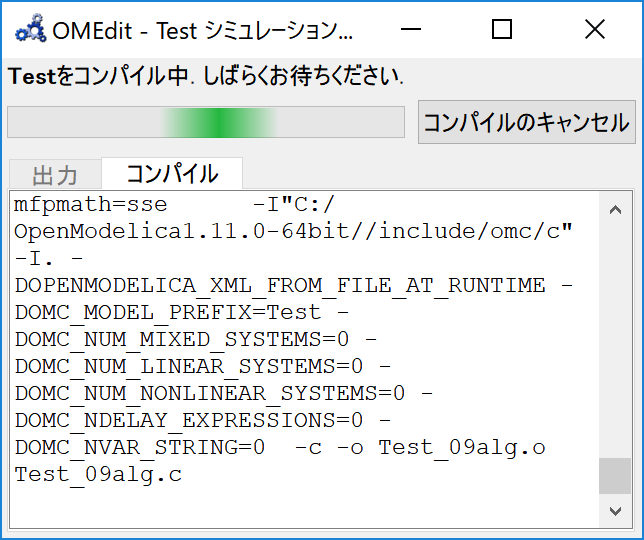 OMEdit - Test シミュレーション...
Testをコンパイル中. しばらくお待ちください.
コンパイルのキャンセル
出力 コンパイル
mfpmath=sse      -I"C:/
OpenModelica1.11.0-64bit//include/omc/c"
-I. -
DOPENMODELICA_XML_FROM_FILE_AT_RUNTIME -
DOMC_MODEL_PREFIX=Test -
DOMC_NUM_MIXED_SYSTEMS=0 -
DOMC_NUM_LINEAR_SYSTEMS=0 -
DOMC_NUM_NONLINEAR_SYSTEMS=0 -
DOMC_NDELAY_EXPRESSIONS=0 -
DOMC_NVAR_STRING=0  -c -o Test_09alg.o
Test_09alg.c